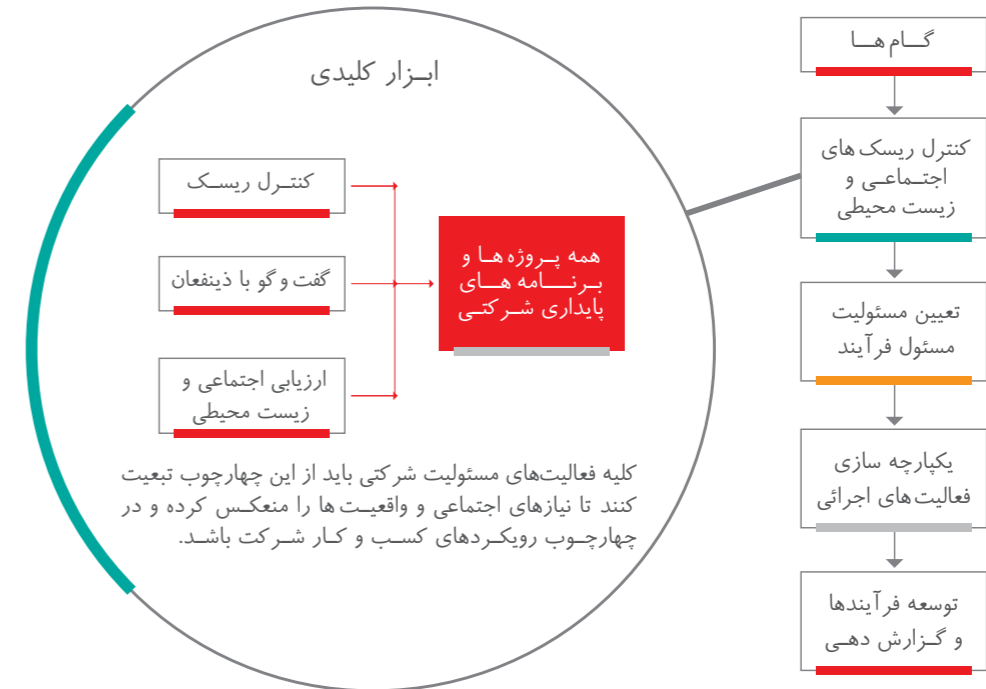 گام ها
کنترل ریسک های
اجتماعی و
زیست محیطی
تعیین مسئولیت
مسئول فرآیند
یکپارچه سازی
فعالیت های اجرائی
توسعه فرآیندها
و گزارش دهی
ابزار کلیدی
کنترل ریسک
گفت و گو با ذینفعان
ارزیابی اجتماعی و
زیست محیطی
همه پروژه ها و
برنامه های
پایداری شرکتی
کلیه فعالیت‌های مسئولیت شرکتی باید از این چهارچوب تبعیت
کنند تا نیازهای اجتماعی و واقعیت ها را منعکس کرده و در
چهارچوب رویکردهای کسب و کار شرکت باشد.